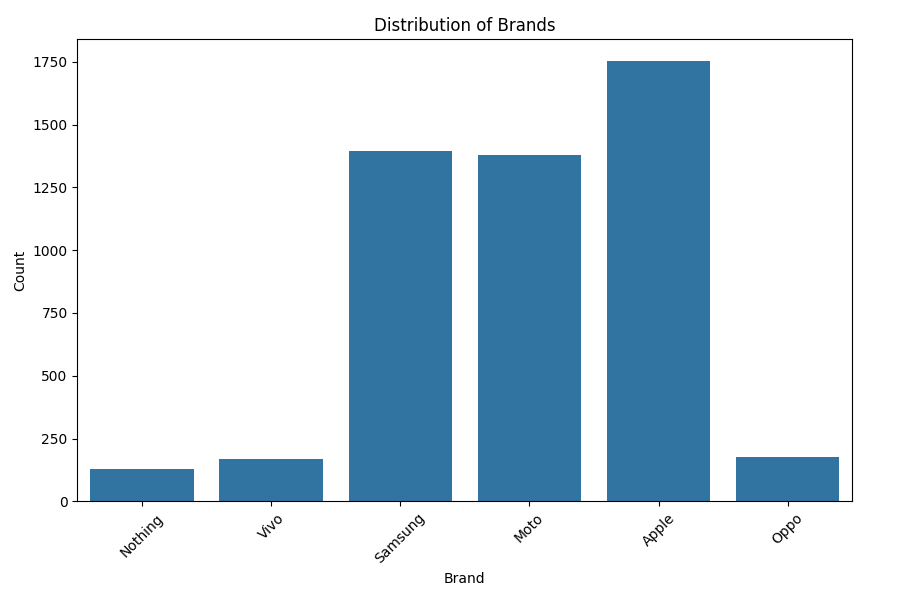 Distribution of Brands
Count
1750
1500
1250
1000
750
500
250
0
Nothing
Vivo
Samsung
Moto
Apple
Oppo
Brand